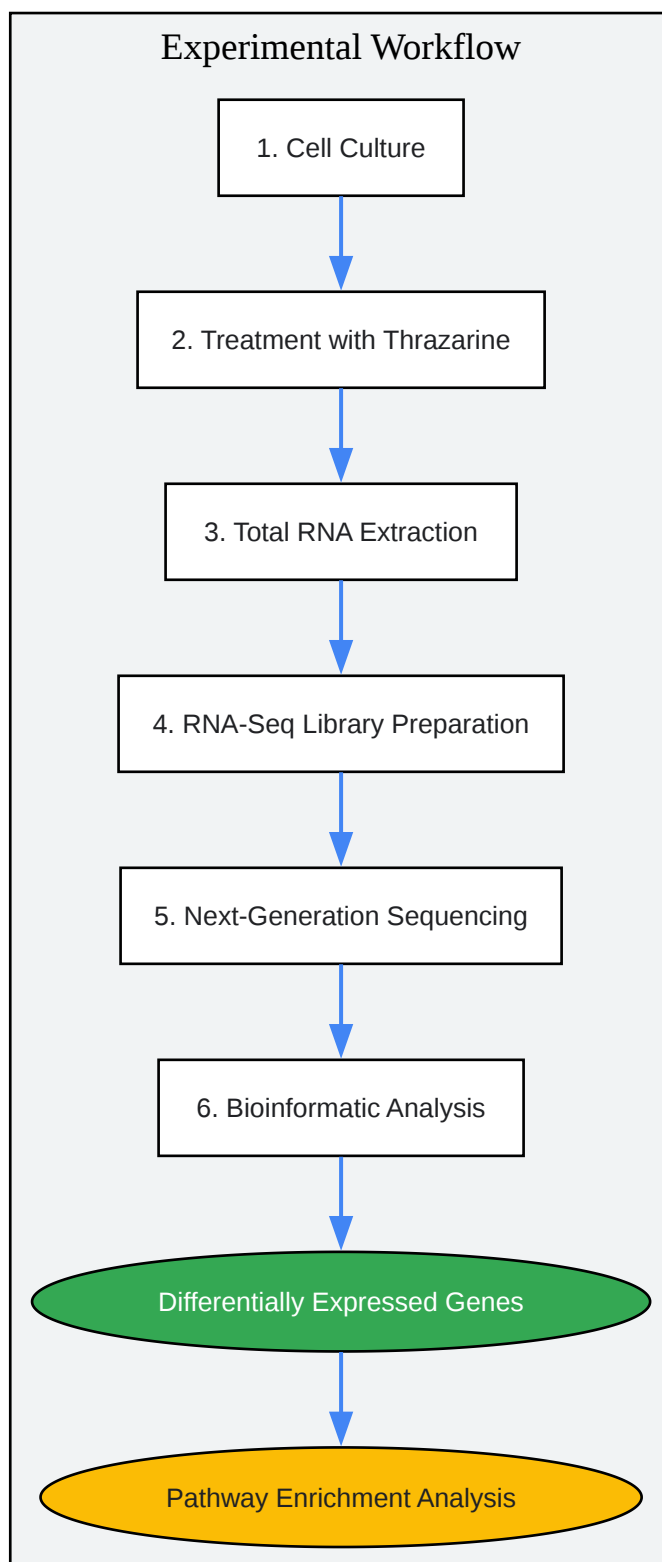 Experimental Workflow
1. Cell Culture
2. Treatment with Thrazarine
3. Total RNA Extraction
4. RNA-Seq Library Preparation
5. Next-Generation Sequencing
6. Bioinformatic Analysis
Differentially Expressed Genes
Pathway Enrichment Analysis